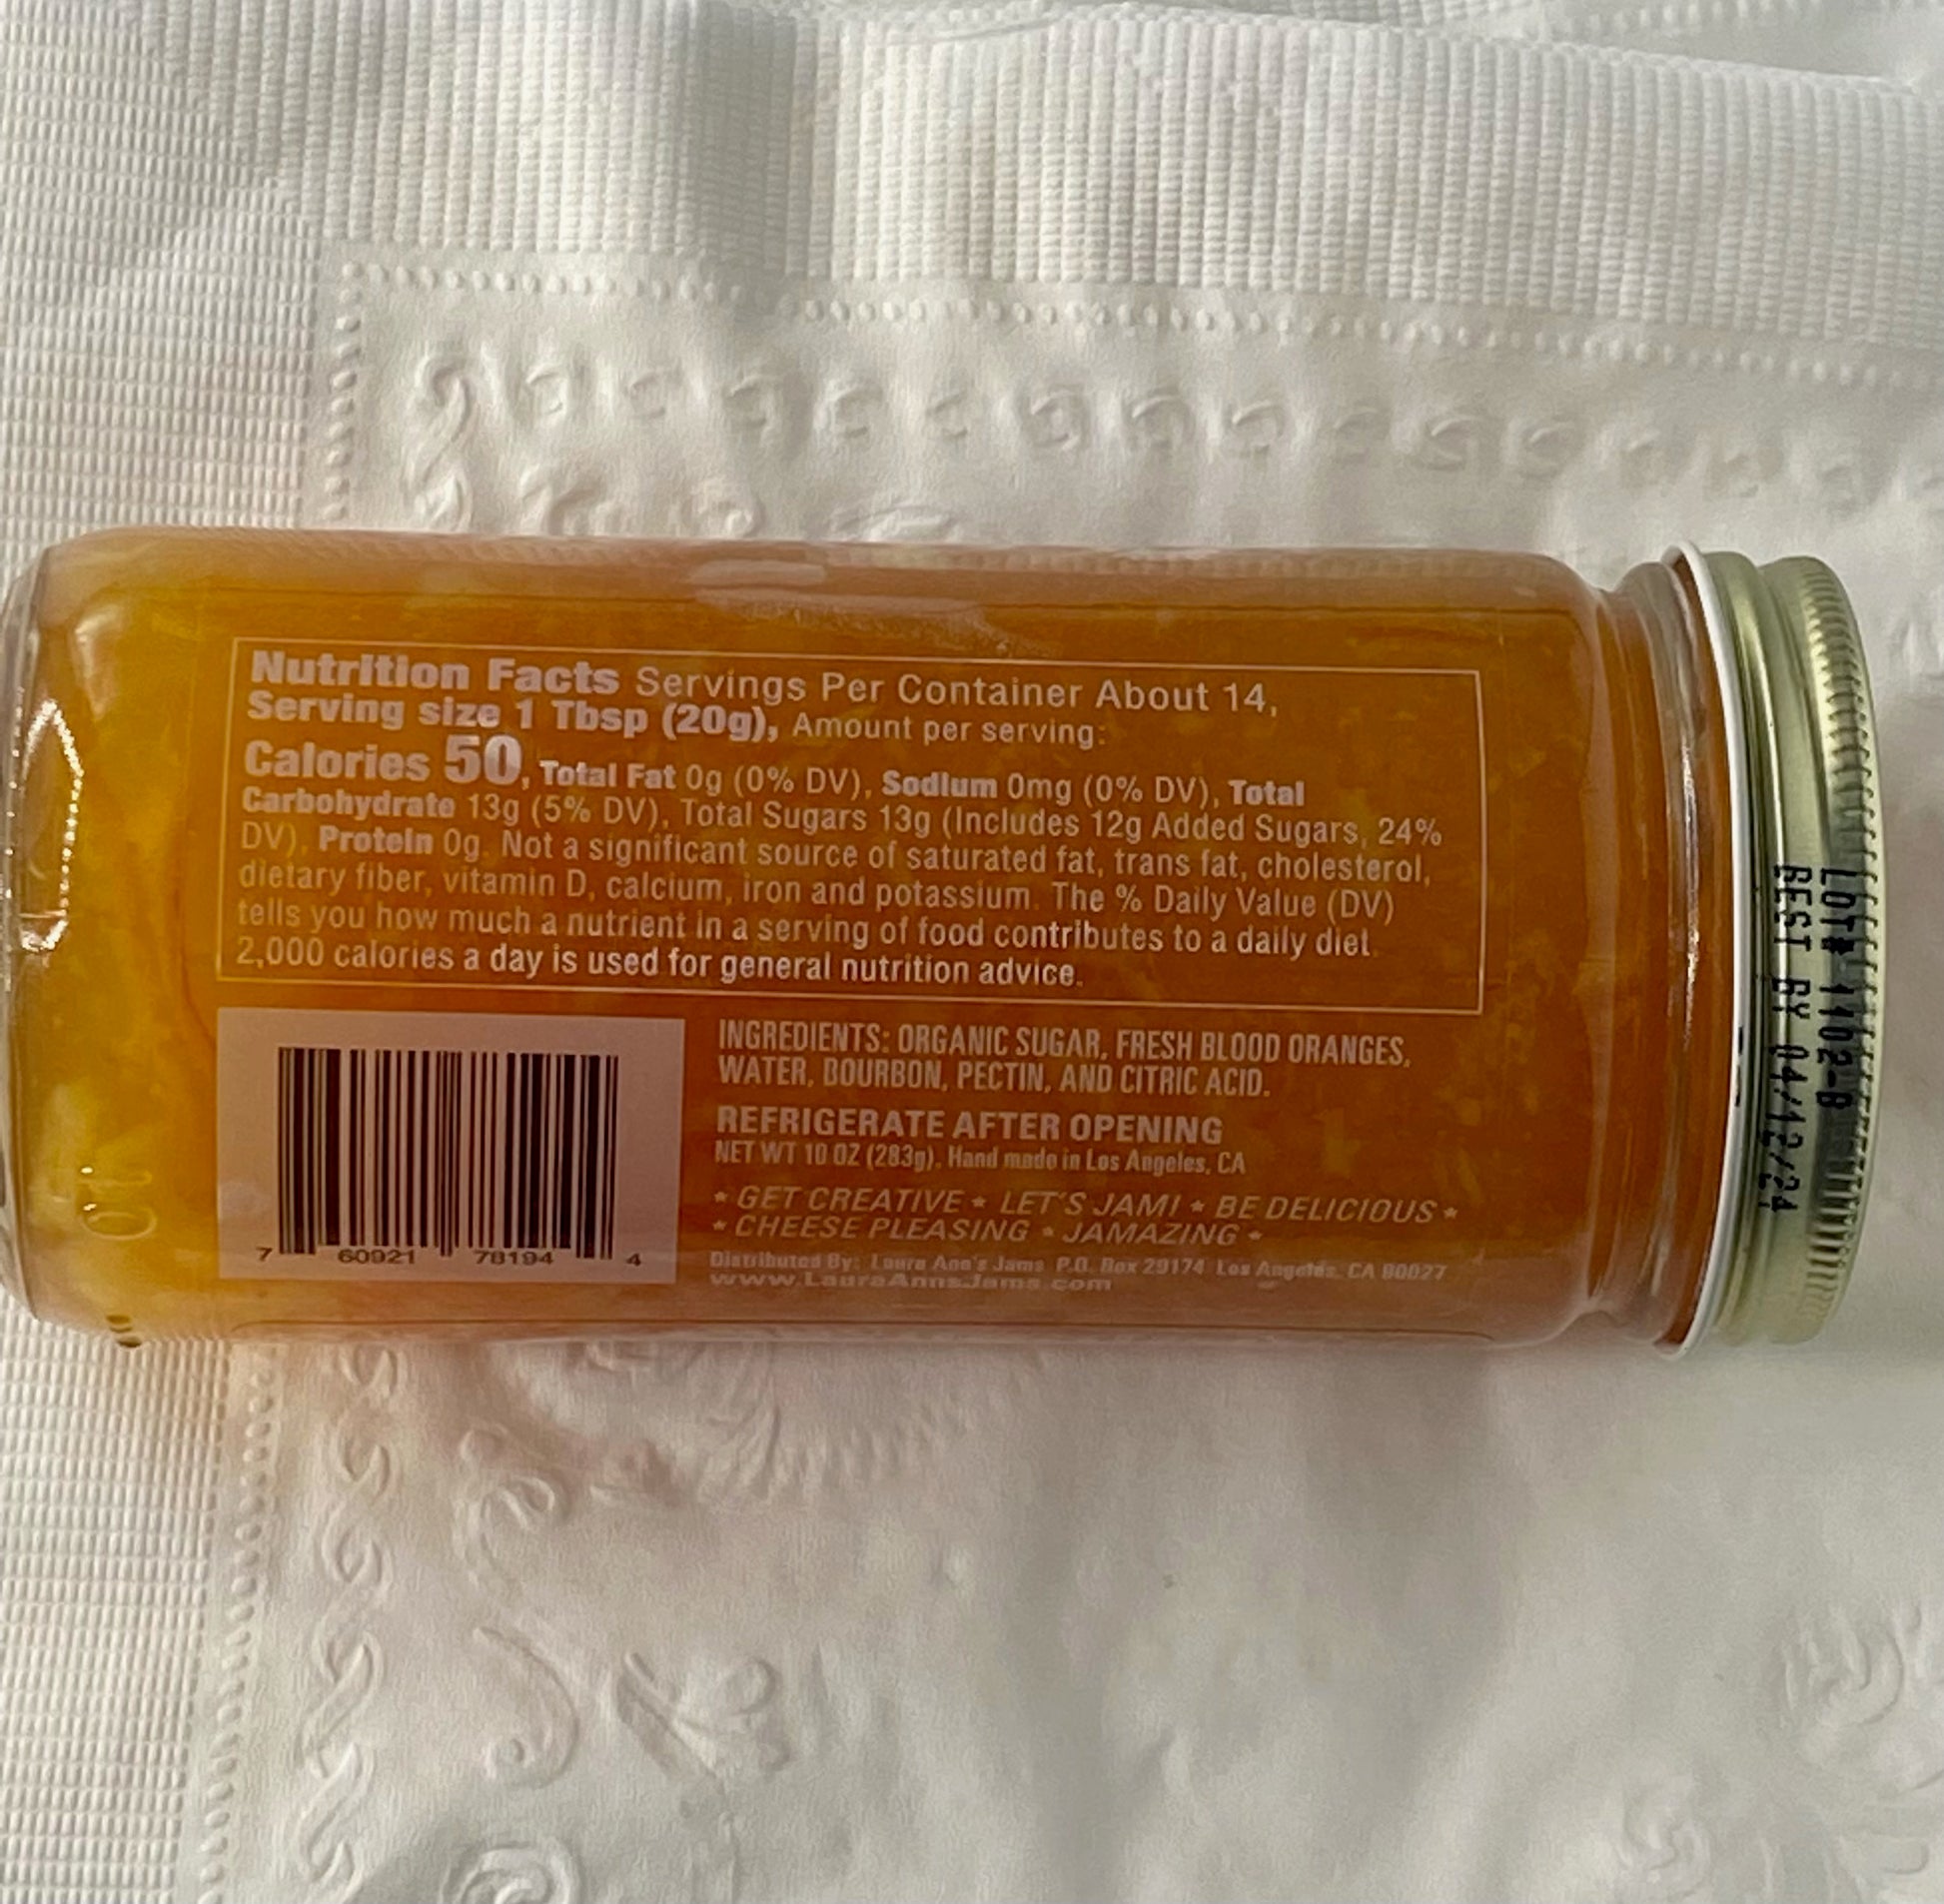 Nutrition Facts Servings Per Container About 14,
Serving size 1 Tbsp (20g), Amount per serving:
Calories 50, Total Fat 0g (0% DV), Sodium 0mg (0% DV), Total
Carbohydrate 13g (5% DV), Total Sugars 13g (Includes 12g Added Sugars, 24%
DV), Protein 0g. Not a significant source of saturated fat, trans fat, cholesterol,
dietary fiber, vitamin D, calcium, iron and potassium. The % Daily Value (DV)
tells you how much a nutrient in a serving of food contributes to a daily diet.
2,000 calories a day is used for general nutrition advice.
INGREDIENTS: ORGANIC SUGAR, FRESH BLOOD ORANGES,
WATER, BOURBON, PECTIN, AND CITRIC ACID.
REFRIGERATE AFTER OPENING
NET WT 10 OZ (283g). Hand made in Los Angeles, CA
* GET CREATIVE * LET'S JAM! * BE DELICIOUS *
* CHEESE PLEASING * JAMAZING *
Distributed By: Laura Ann's Jams P.O. Box 29174 Los Angeles, CA 90027
www.LauraAnnsJams.com
7 60921 78194 4
LOT# 1102-B
BEST BY 04/12/24